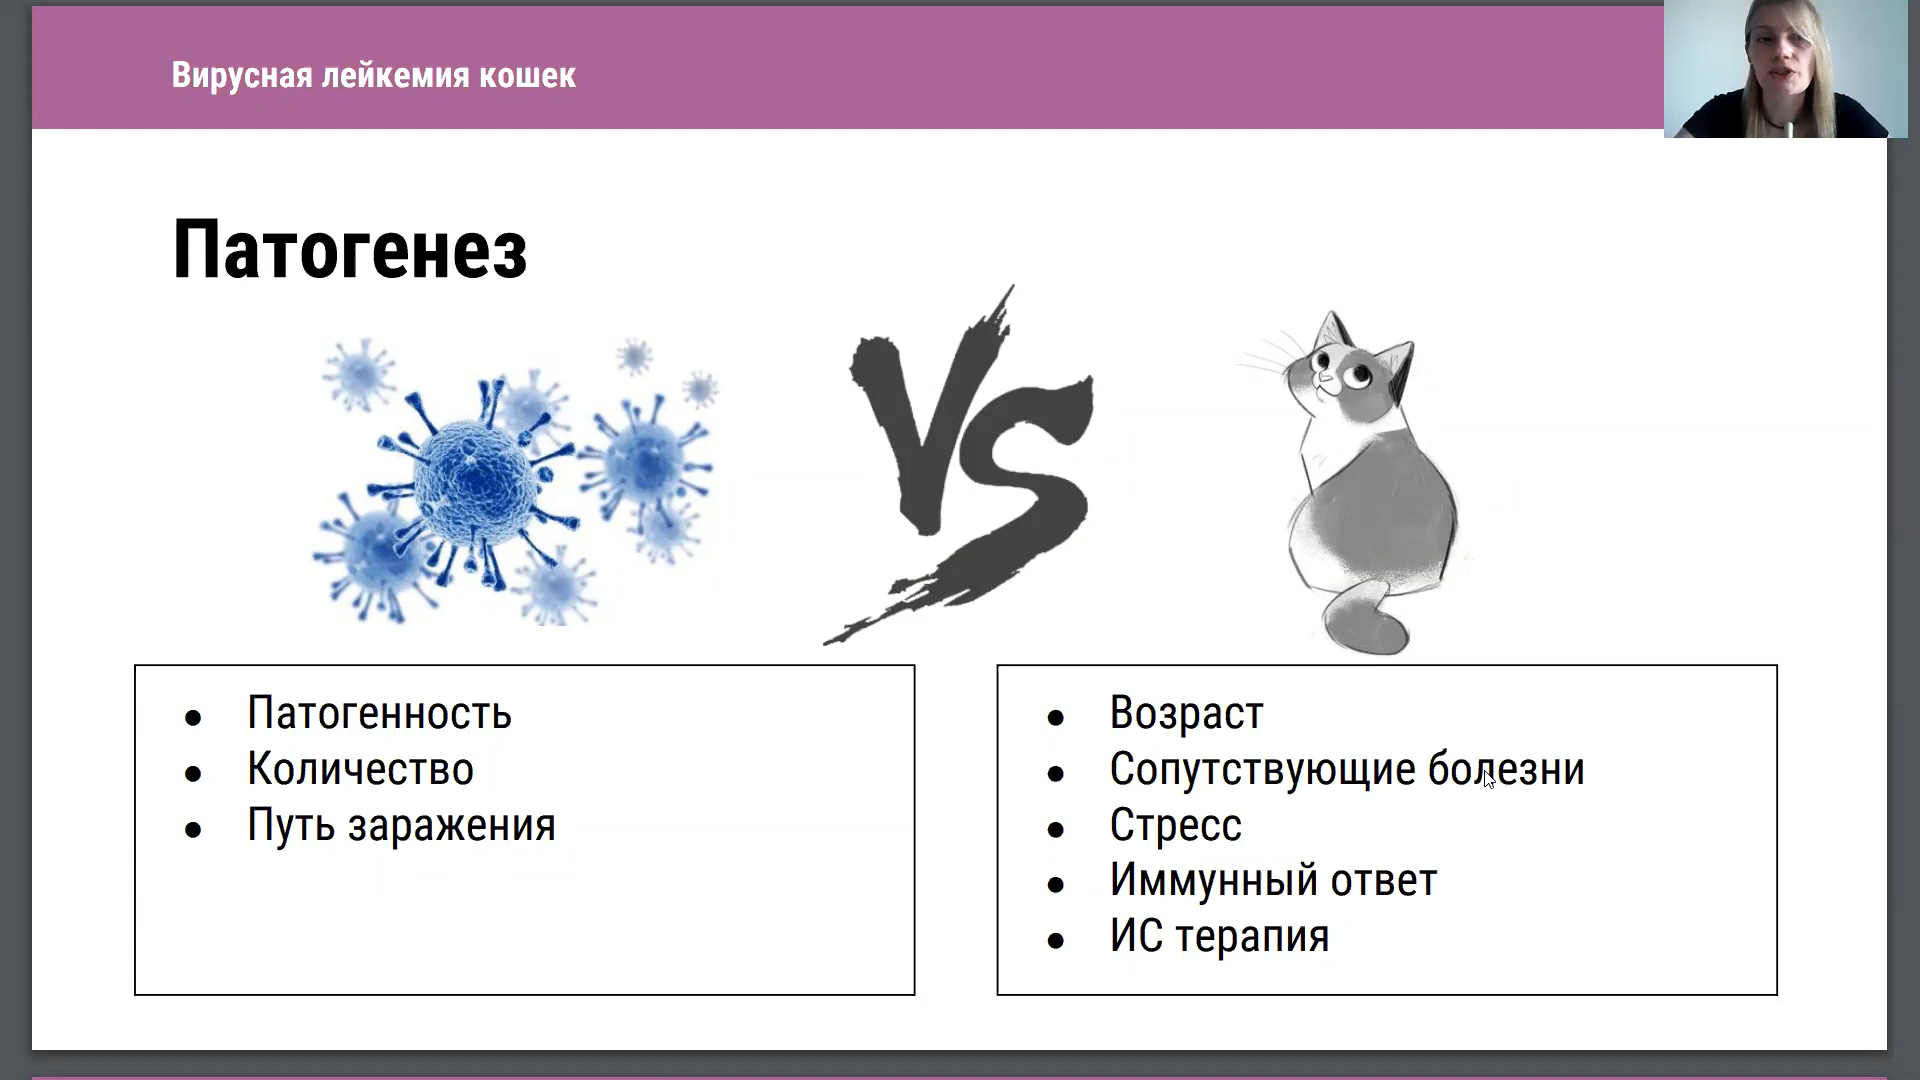 Вирусная лейкемия кошек
Патогенез
VS
Патогенность
Количество
Путь заражения
Возраст
Сопутствующие болезни
Стресс
Иммунный ответ
ИС терапия